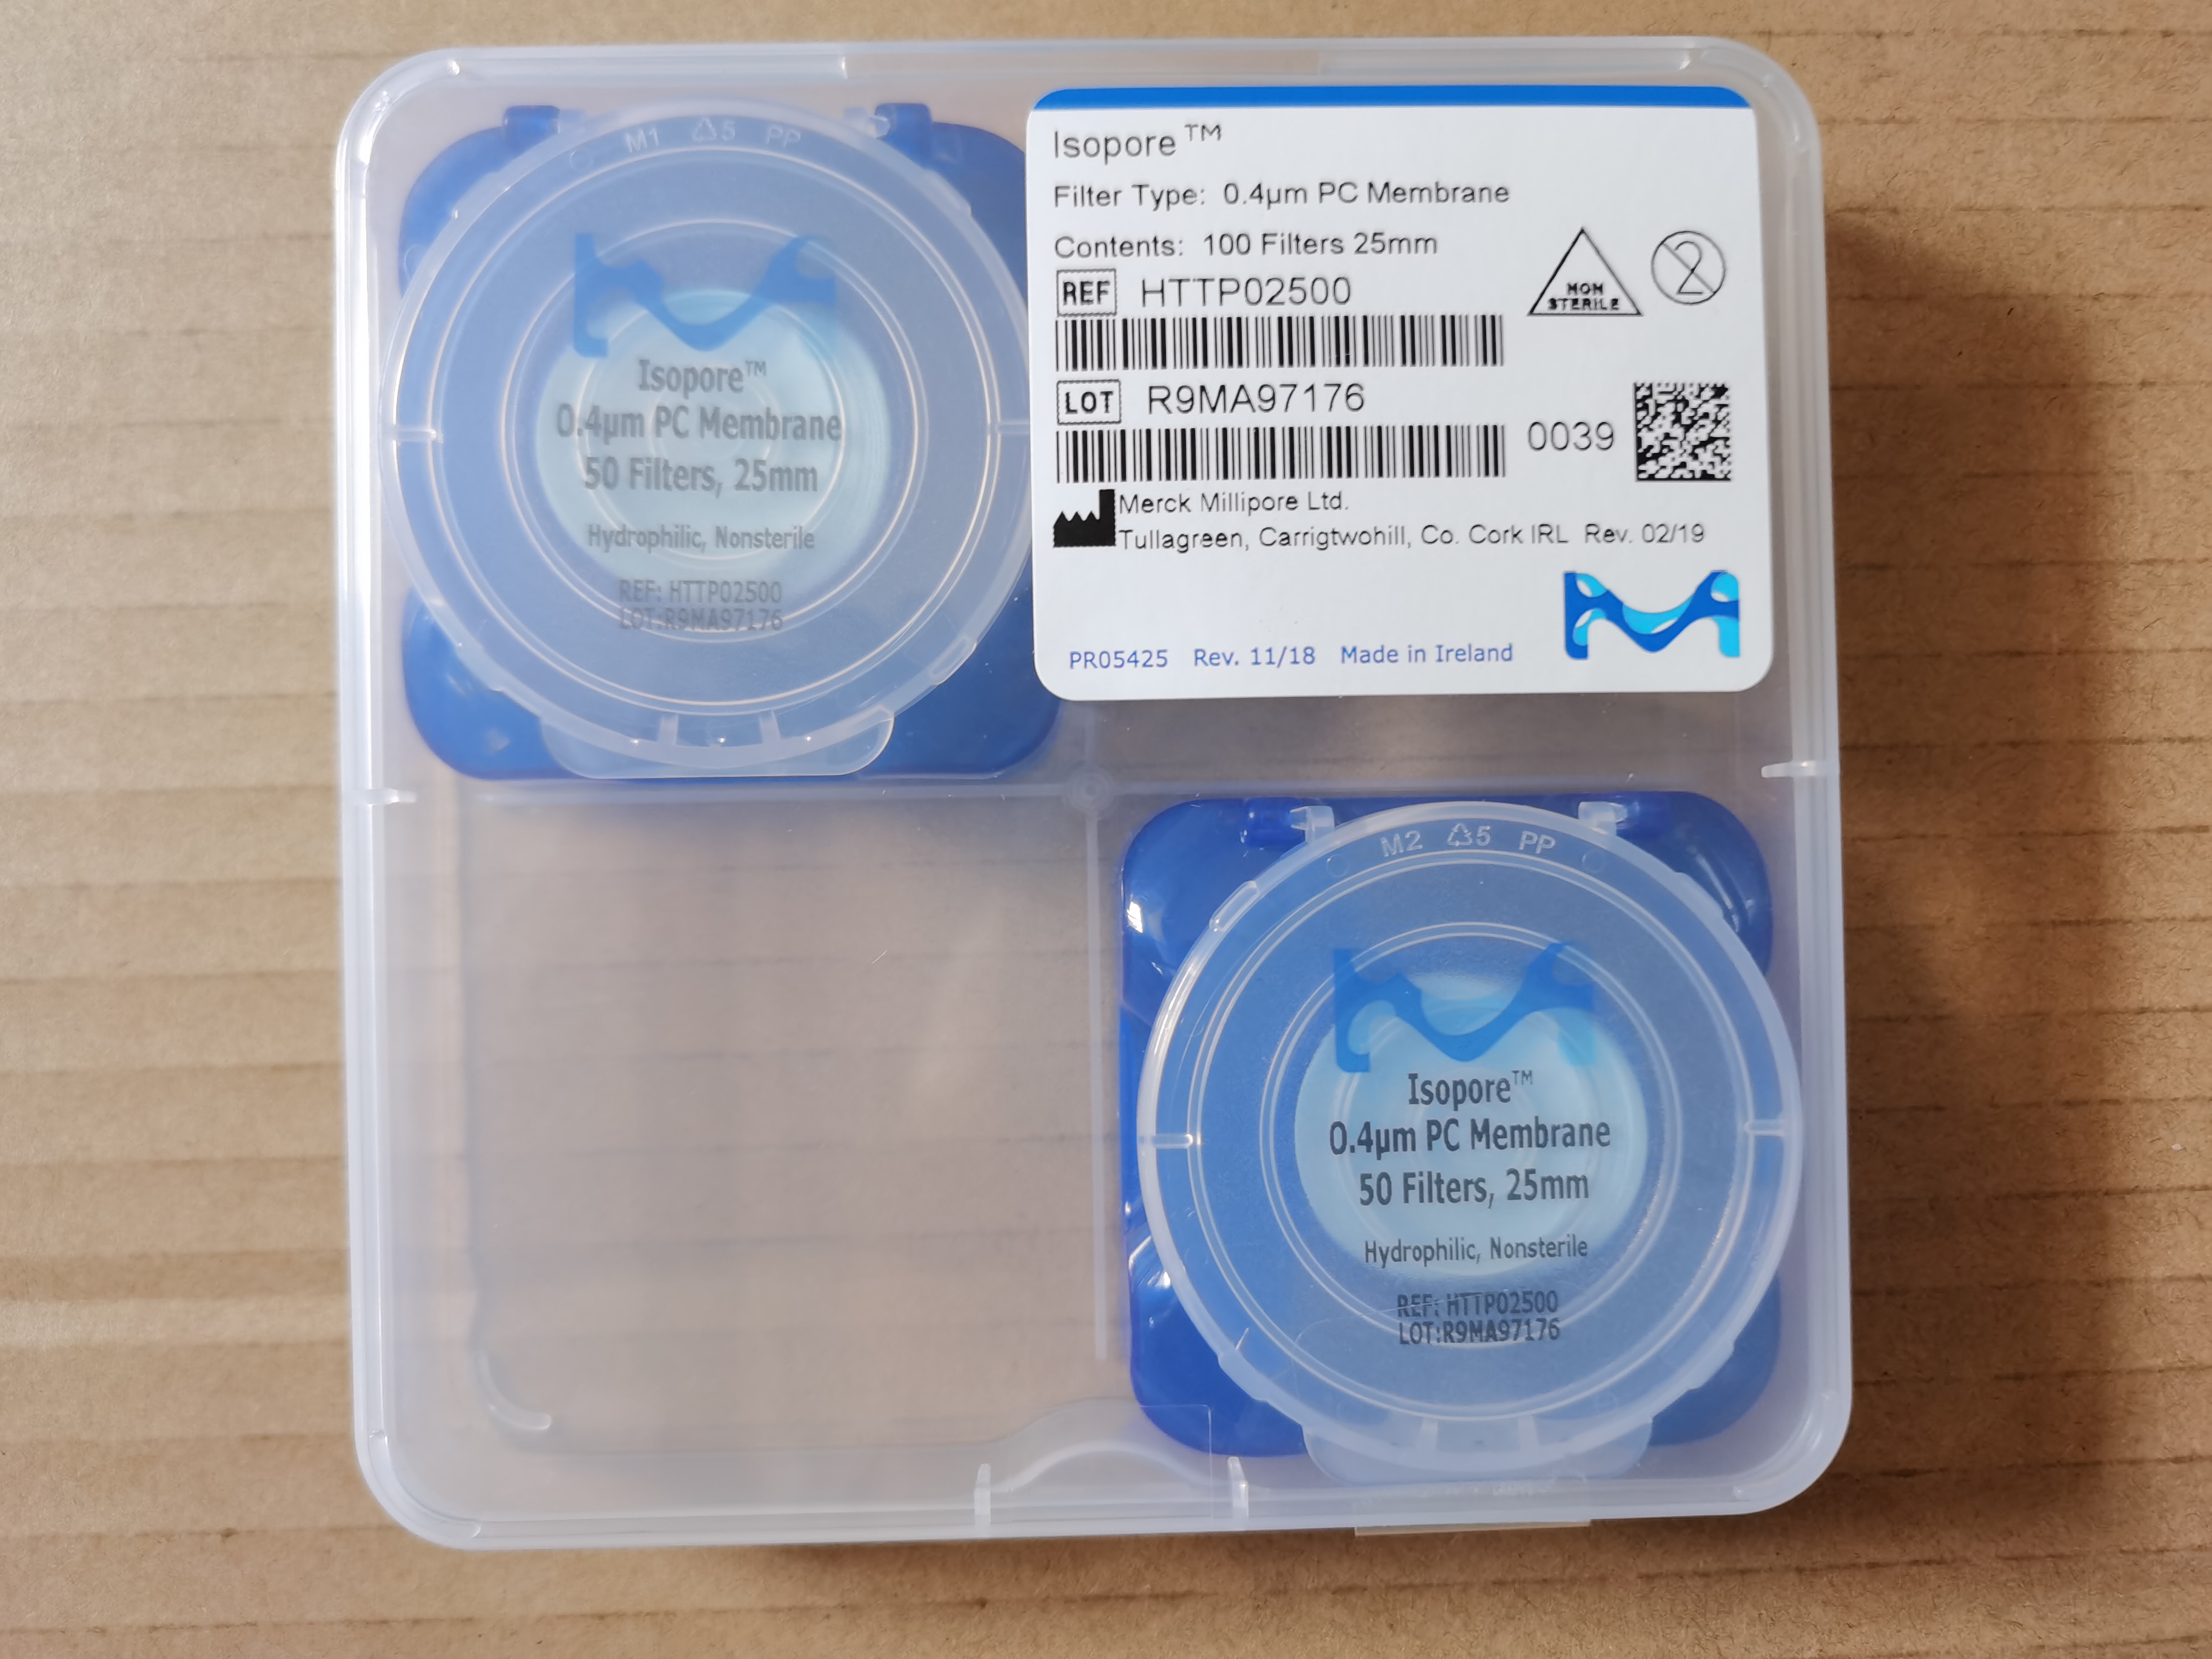 M1 5 PP
Isopore™
0.4µm PC Membrane
50 Filters, 25mm
Hydrophilic, Nonsterile
REF: HTTP02500
LOT:R9MA97176
Isopore™
Filter Type: 0.4µm PC Membrane
Contents: 100 Filters 25mm
REF HTTP02500
NON
STERILE
2
LOT R9MA97176
0039
Merck Millipore Ltd.
Tullagreen, Carrigtwohill, Co. Cork IRL Rev. 02/19
PR05425 Rev. 11/18 Made in Ireland
M2 5 PP
Isopore™
0.4µm PC Membrane
50 Filters, 25mm
Hydrophilic, Nonsterile
REF: HTTP02500
LOT:R9MA97176